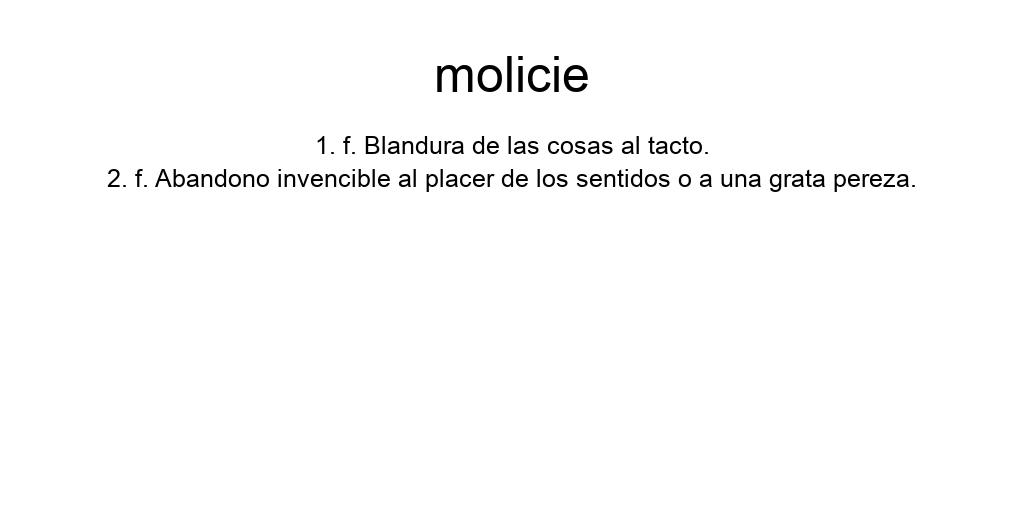 molicie
1. f. Blandura de las cosas al tacto.
2. f. Abandono invencible al placer de los sentidos o a una grata pereza.